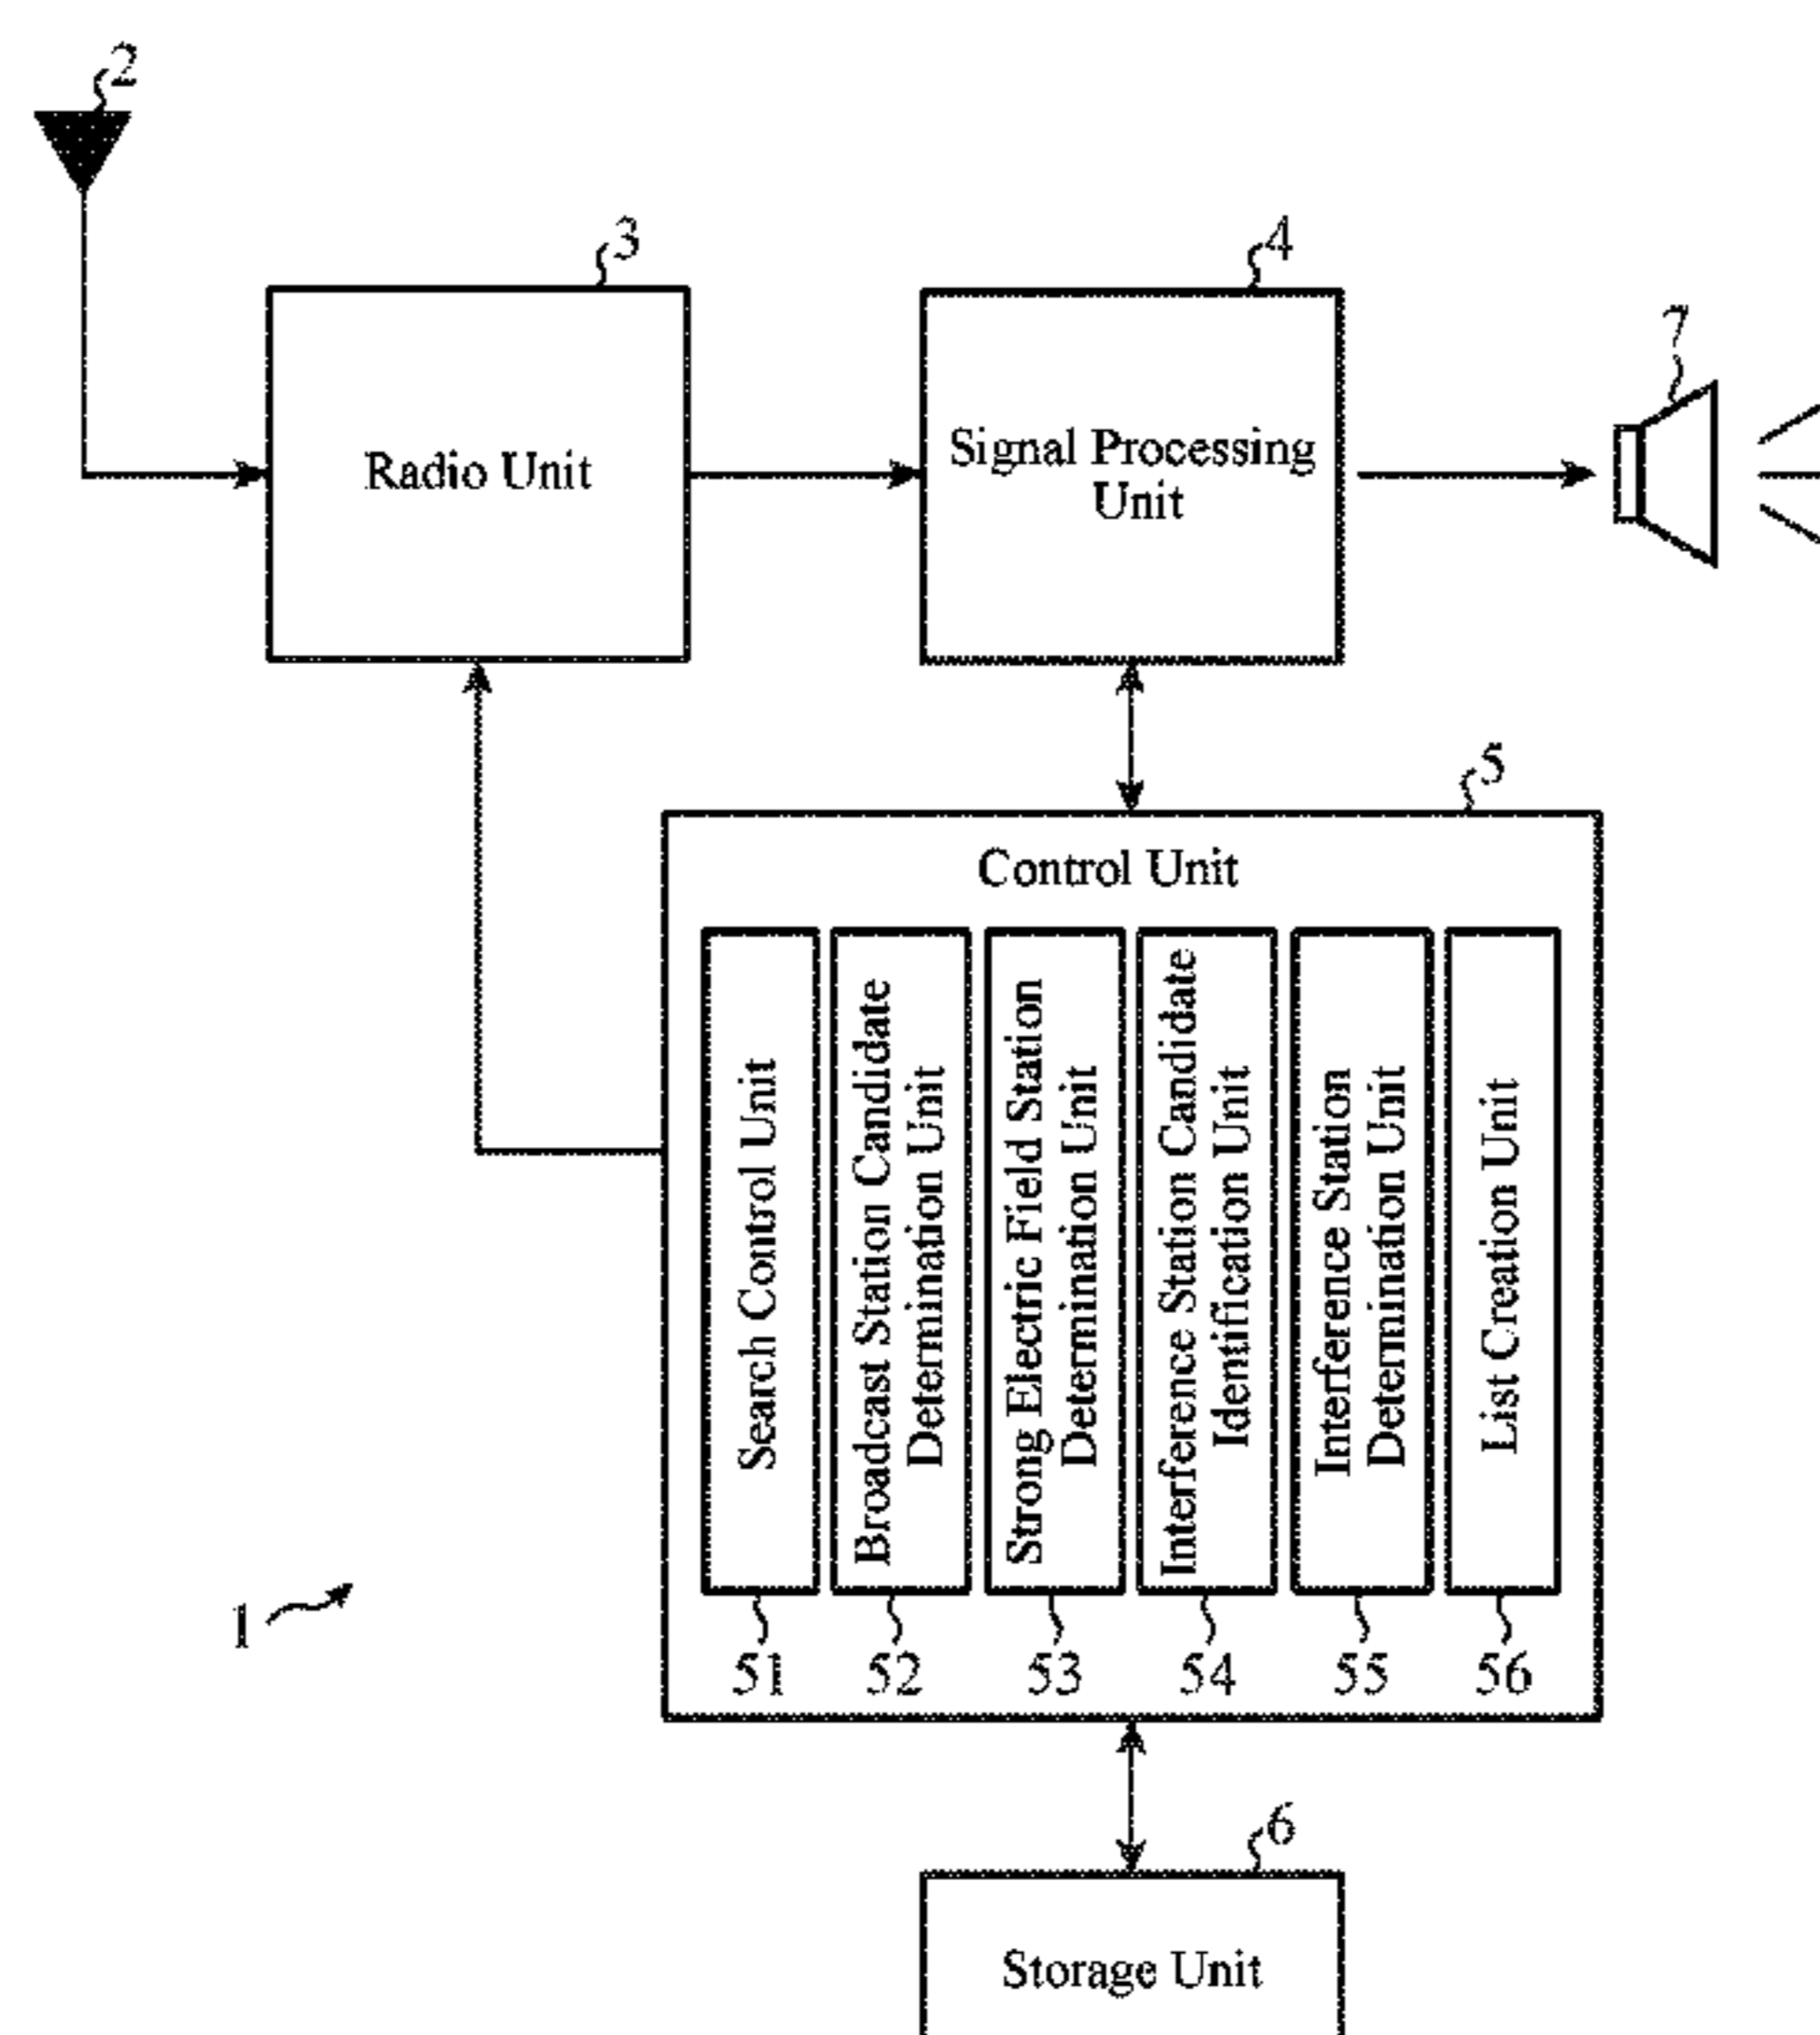 2
3
4
7
Radio Unit
Signal Processing
Unit
5
Control Unit
Search Control Unit
Broadcast Station Candidate
Determination Unit
Strong Electric Field Station
Determination Unit
Interference Station Candidate
Identification Unit
Interference Station
Determination Unit
List Creation Unit
1
51
52
53
54
55
56
6
Storage Unit